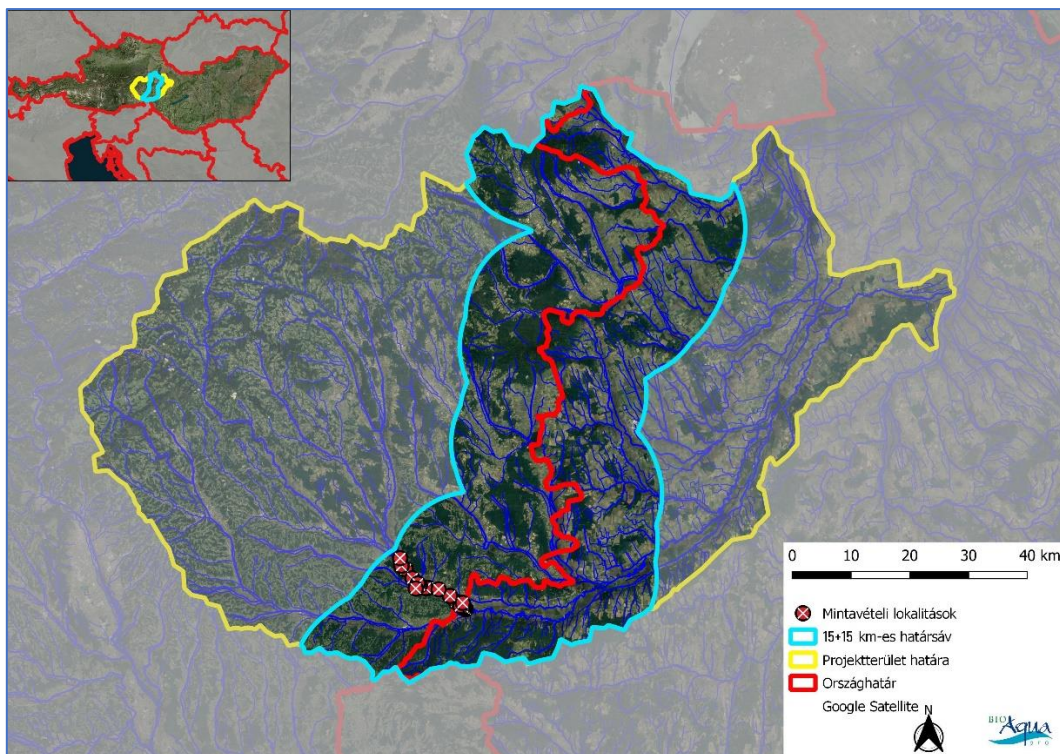 0 10 20 30 40 km
Mintavételi lokalitások
15+15 km-es határsáv
Projektterület határa
Országhatár
Google Satellite
N
BIO
Aqua
pro